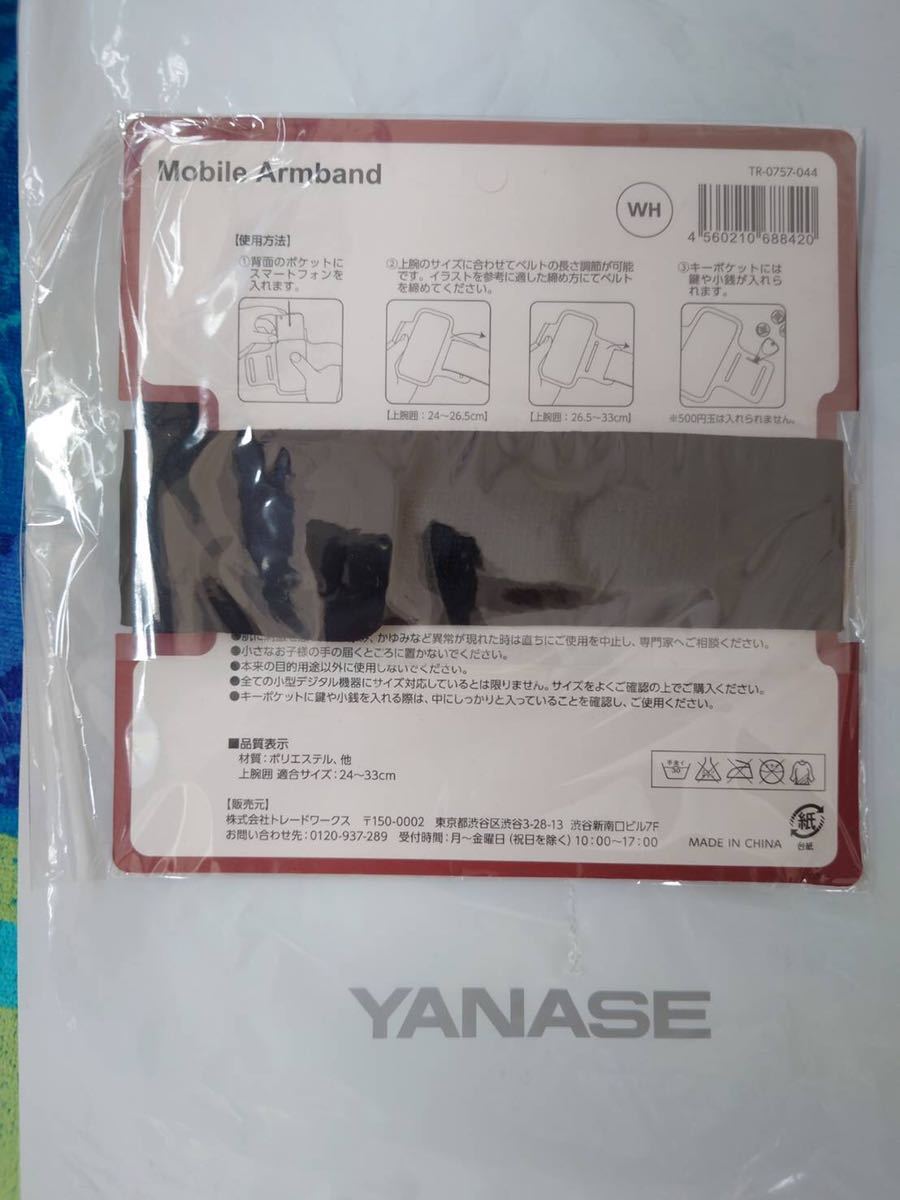 Mobile Armband
TR-0757-044
WH
4 560210 688420
【使用方法】
①背面のポケットに
スマートフォンを
入れます。
②上腕のサイズに合わせてベルトの長さ調節が可能
です。イラストを参考に適した締め方にてベルト
を締めてください。
③キーポケットには
鍵や小銭が入れら
れます。
【上腕囲:24～26.5cm】
【上腕囲:26.5～33cm】
※500円玉は入れられません。
かゆみなど異常が現れた時は直ちにご使用を中止し、専門家へご相談ください。
●小さなお子様の手の届くところに置かないでください。
●本来の目的用途以外に使用しないでください。
●全ての小型デジタル機器にサイズ対応しているとは限りません。サイズをよくご確認の上でご購入ください。
●キーポケットに鍵や小銭を入れる際は、中にしっかりと入っていることを確認し、ご使用ください。
■品質表示
材質:ポリエステル、他
上腕囲 適合サイズ:24～33cm
手洗イ
30
【販売元】
株式会社トレードワークス 〒150-0002 東京都渋谷区渋谷3-28-13 渋谷新南口ビル7F
お問い合わせ先:0120-937-289 受付時間:月～金曜日(祝日を除く)10:00～17:00
MADE IN CHINA
紙
台紙
YANASE